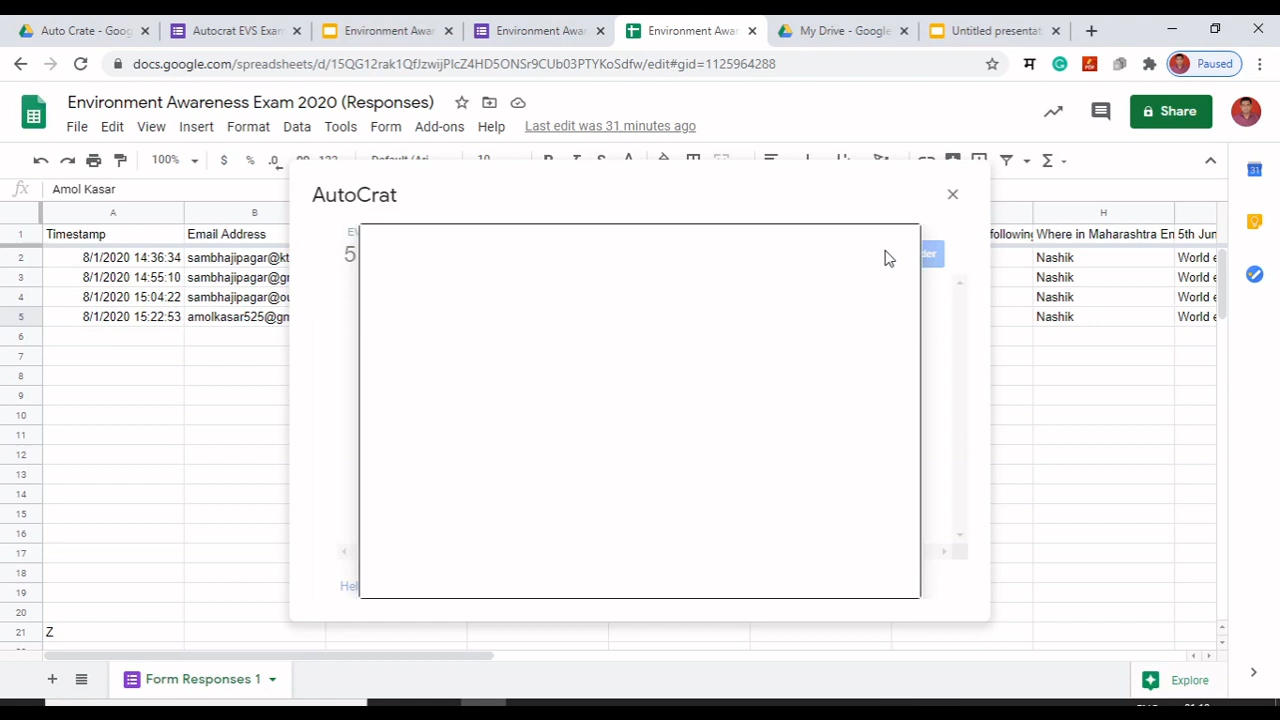 Auto Crate - Goog
Autocrat EVS Exam
Environment Awar
Environment Awar
Environment Awar
My Drive - Google
Untitled presentat
docs.google.com/spreadsheets/d/15QG12rak1QfJzwijPlcZ4HD5ONSr9CUb03PTYKoSdfw/edit#gid=1125964288
म
Paused
Environment Awareness Exam 2020 (Responses)
File Edit View Insert Format Data Tools Form Add-ons Help Last edit was 31 minutes ago
Share
100% $ % .0
fx Amol Kasar
AutoCrat
A B H
1 Timestamp Email Address following Where in Maharashtra En 5th Jun
2 8/1/2020 14:36:34 sambhajipagar@kt Nashik World e
3 8/1/2020 14:55:10 sambhajipagar@gn Nashik World e
4 8/1/2020 15:04:22 sambhajipagar@ou Nashik World e
5 8/1/2020 15:22:53 amolkasar525@gm Nashik World e
5
der
6
7
8
9
10
11
12
13
14
15
16
17
18
19
20
21 Z
Hel
Form Responses 1
Explore